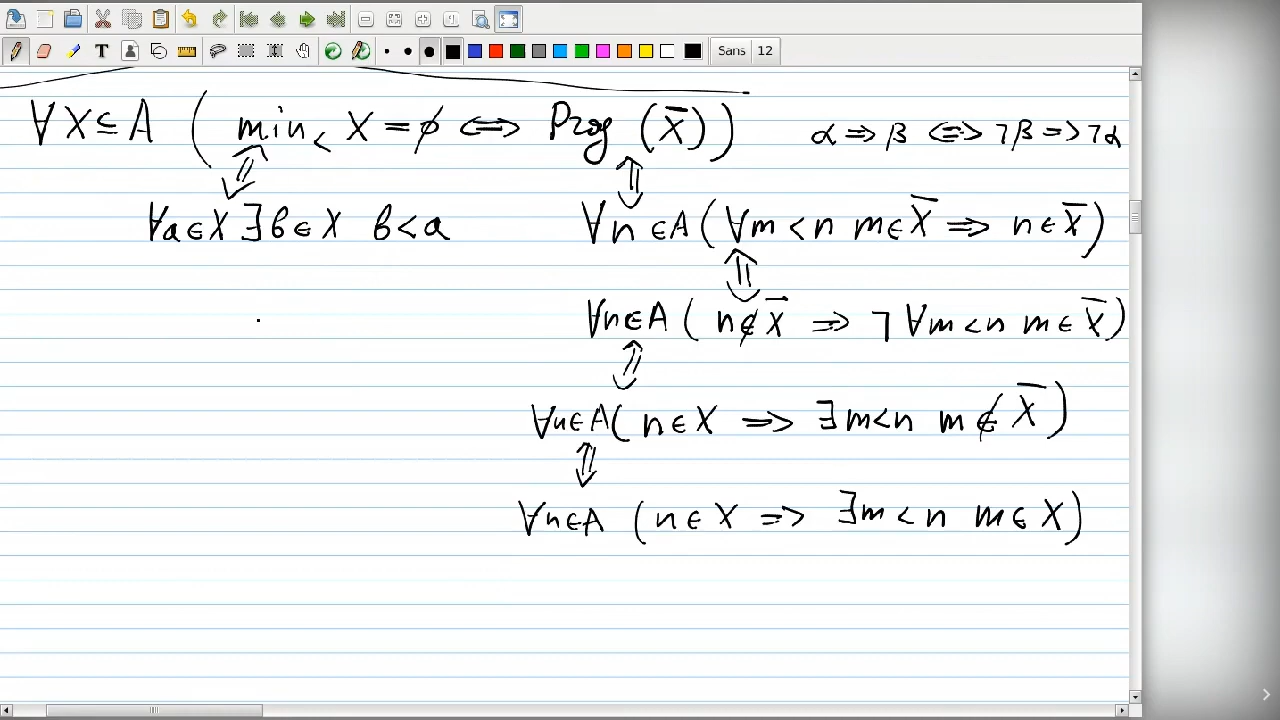 Sans 12
∀X⊆A ( min< X = ∅ ⇔ Prog (X̅) ) α ⇒ β ⇔ ¬β ⇒ ¬α
⇕ ⇕
∀a∈X ∃b∈X b<a ∀n∈A ( ∀m<n m∈X̅ ⇒ n∈X̅ )
⇕
∀n∈A ( n∉X̅ ⇒ ¬∀m<n m∈X̅ )
⇕
∀n∈A ( n∈X ⇒ ∃m<n m∉X̅ )
⇕
∀n∈A ( n∈X ⇒ ∃m<n m∈X )